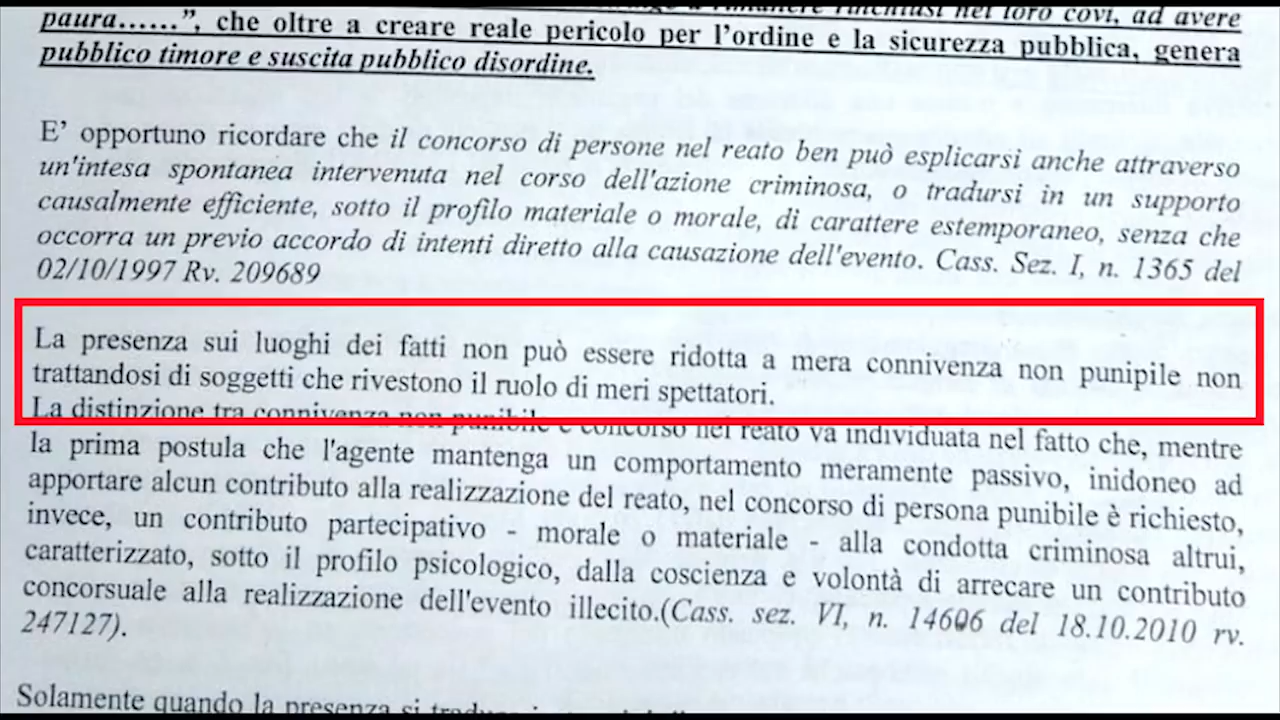 rimanere rinchiusi nei loro covi, ad avere
paura……”, che oltre a creare reale pericolo per l’ordine e la sicurezza pubblica, genera
pubblico timore e suscita pubblico disordine.
E’ opportuno ricordare che il concorso di persone nel reato ben può esplicarsi anche attraverso
un'intesa spontanea intervenuta nel corso dell'azione criminosa, o tradursi in un supporto
causalmente efficiente, sotto il profilo materiale o morale, di carattere estemporaneo, senza che
occorra un previo accordo di intenti diretto alla causazione dell'evento. Cass. Sez. I, n. 1365 del
02/10/1997 Rv. 209689
La presenza sui luoghi dei fatti non può essere ridotta a mera connivenza non punipile non
trattandosi di soggetti che rivestono il ruolo di meri spettatori.
La distinzione tra connivenza non punibile e concorso nel reato va individuata nel fatto che, mentre
la prima postula che l'agente mantenga un comportamento meramente passivo, inidoneo ad
apportare alcun contributo alla realizzazione del reato, nel concorso di persona punibile è richiesto,
invece, un contributo partecipativo - morale o materiale - alla condotta criminosa altrui,
caratterizzato, sotto il profilo psicologico, dalla coscienza e volontà di arrecare un contributo
concorsuale alla realizzazione dell'evento illecito.(Cass. sez. VI, n. 14606 del 18.10.2010 rv.
247127).
Solamente quando la presenza si